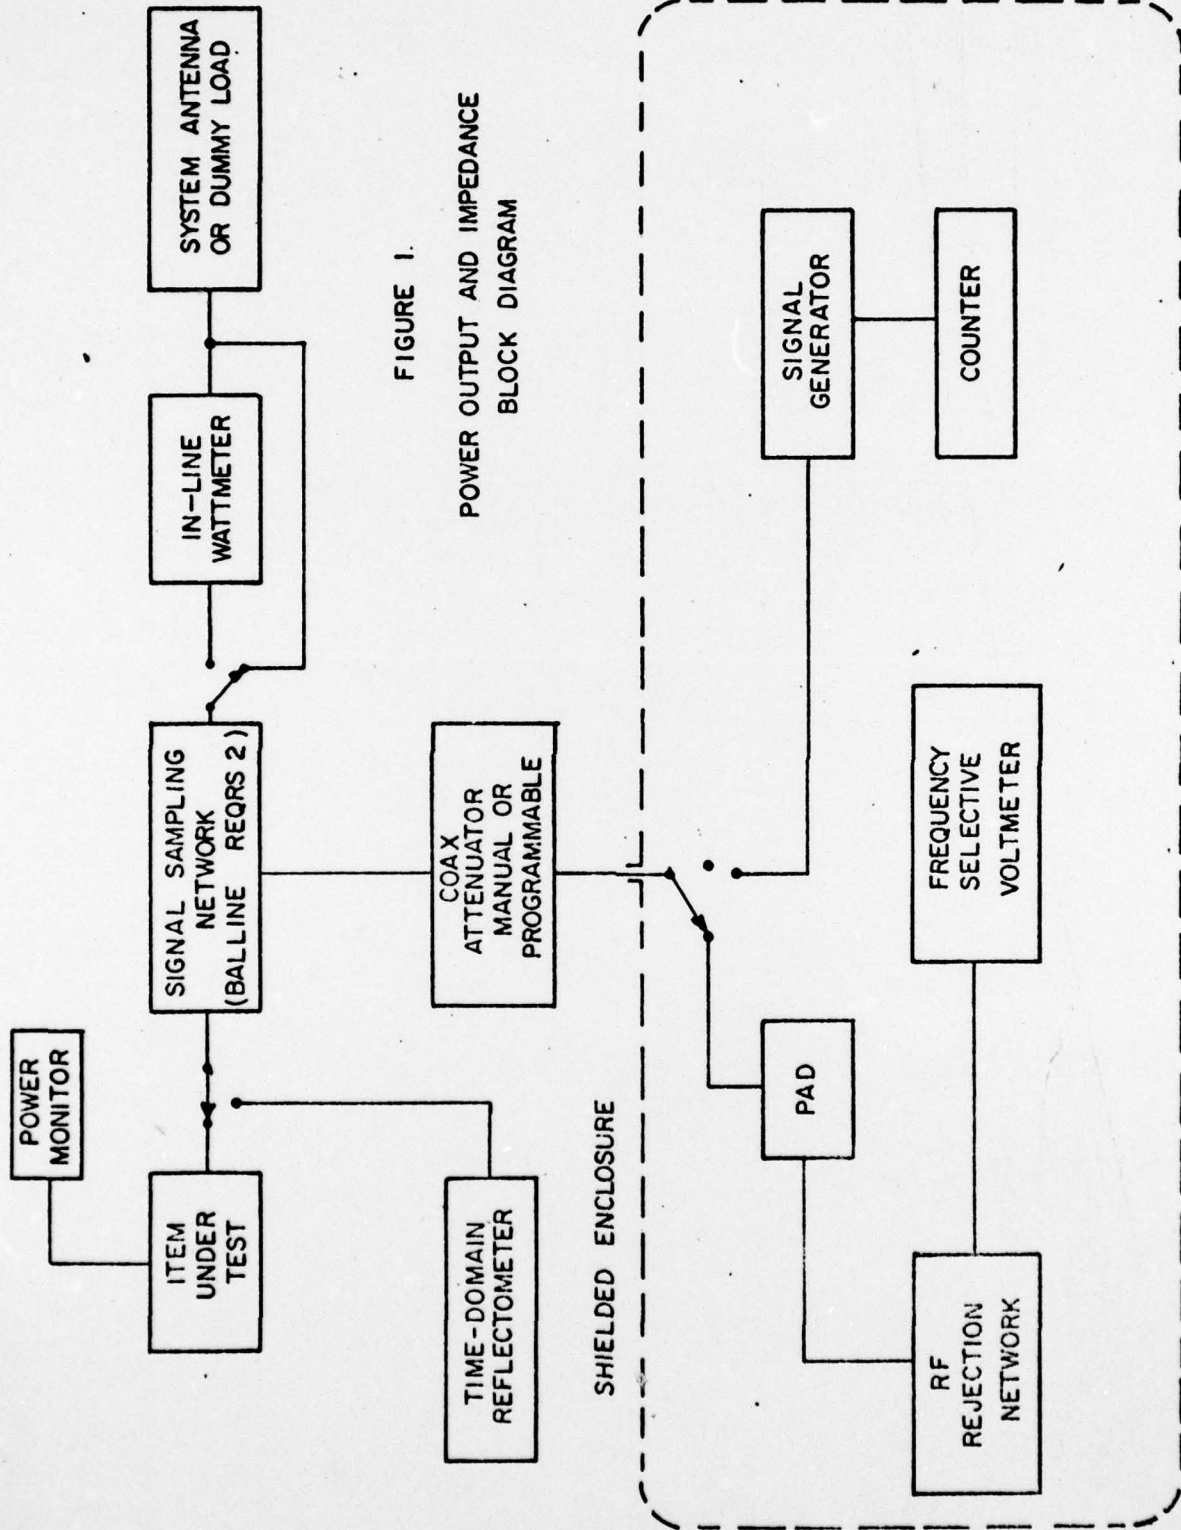 POWER
MONITOR
ITEM
UNDER
TEST
SIGNAL SAMPLING
NETWORK
(BALLINE REQRS 2)
IN-LINE
WATTMETER
SYSTEM ANTENNA
OR DUMMY LOAD
TIME-DOMAIN
REFLECTOMETER
COAX
ATTENUATOR
MANUAL OR
PROGRAMMABLE
FIGURE 1.
POWER OUTPUT AND IMPEDANCE
BLOCK DIAGRAM
SHIELDED ENCLOSURE
PAD
SIGNAL
GENERATOR
COUNTER
RF
REJECTION
NETWORK
FREQUENCY
SELECTIVE
VOLTMETER